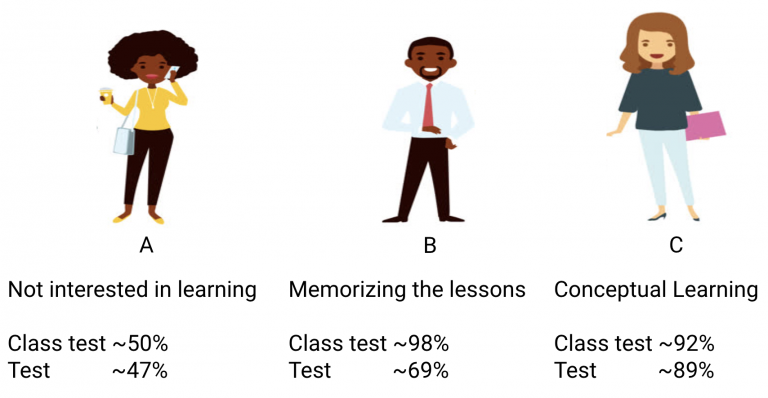 A
B
C
Not interested in learning
Memorizing the lessons
Conceptual Learning
Class test ~50%
Test ~47%
Class test ~98%
Test ~69%
Class test ~92%
Test ~89%